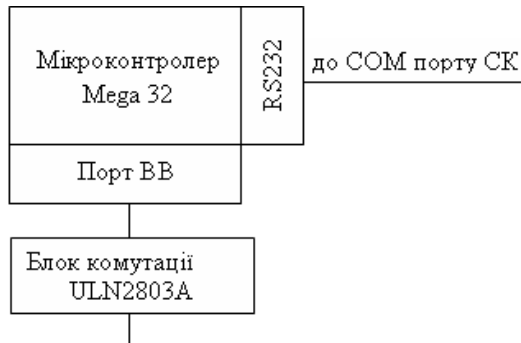 Мікроконтролер
Mega 32
RS232
до COM порту СК
Порт ВВ
Блок комутації
ULN2803A